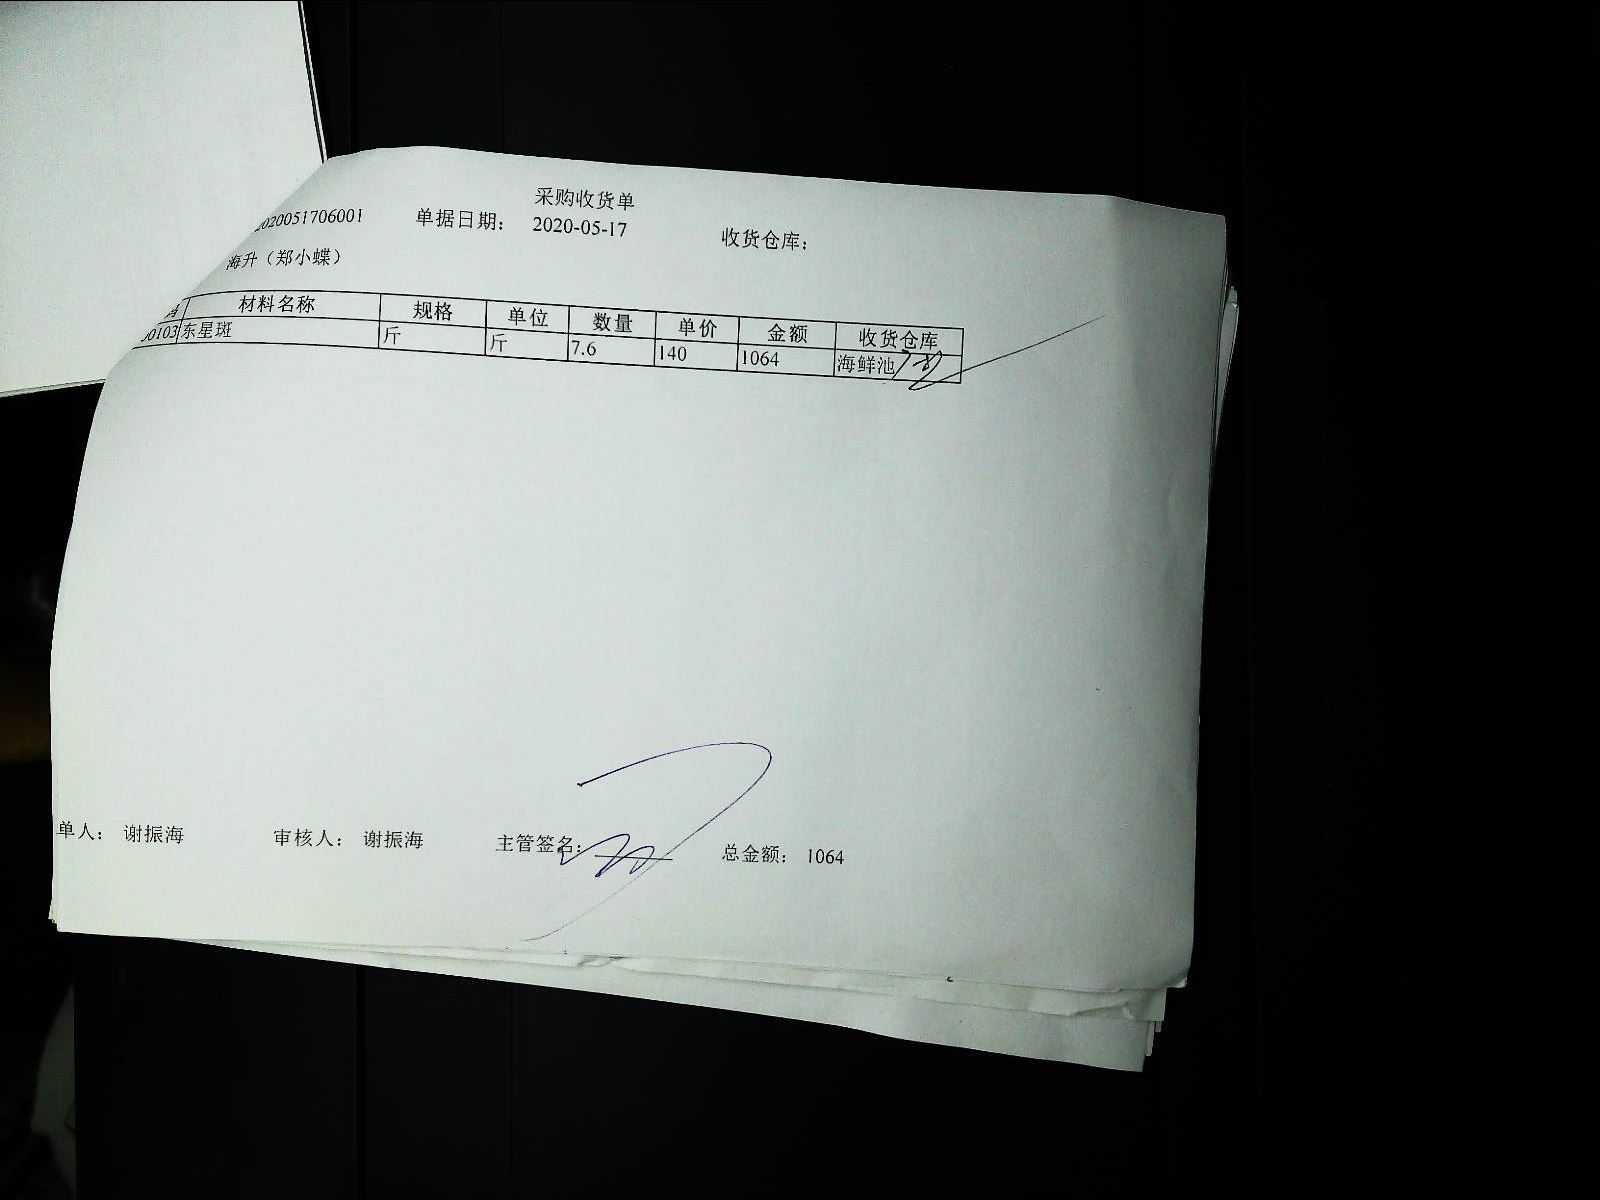 采购收货单
2020051706001 单据日期： 2020-05-17 收货仓库：
海升（郑小蝶）
材料名称 规格 单位 数量 单价 金额 收货仓库
00103 东星斑 斤 斤 7.6 140 1064 海鲜池
单人： 谢振海 审核人： 谢振海 主管签名： 总金额： 1064